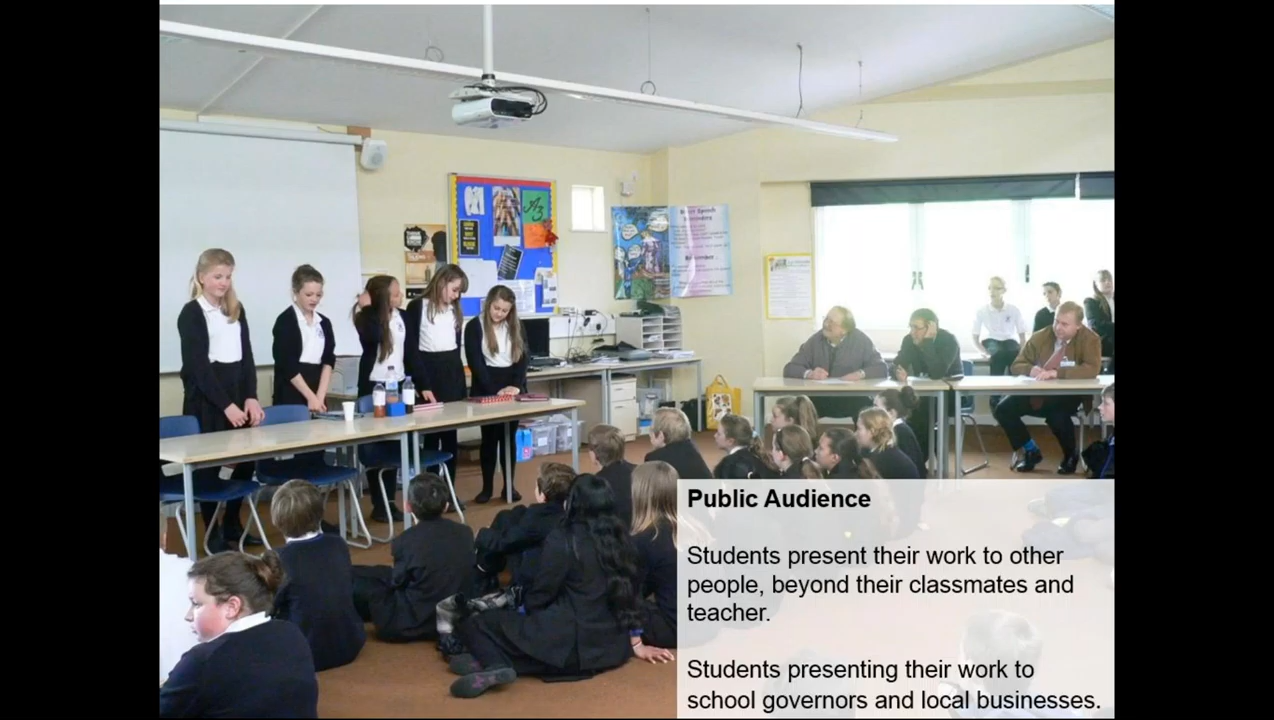 Public Audience
Students present their work to other
people, beyond their classmates and
teacher.
Students presenting their work to
school governors and local businesses.